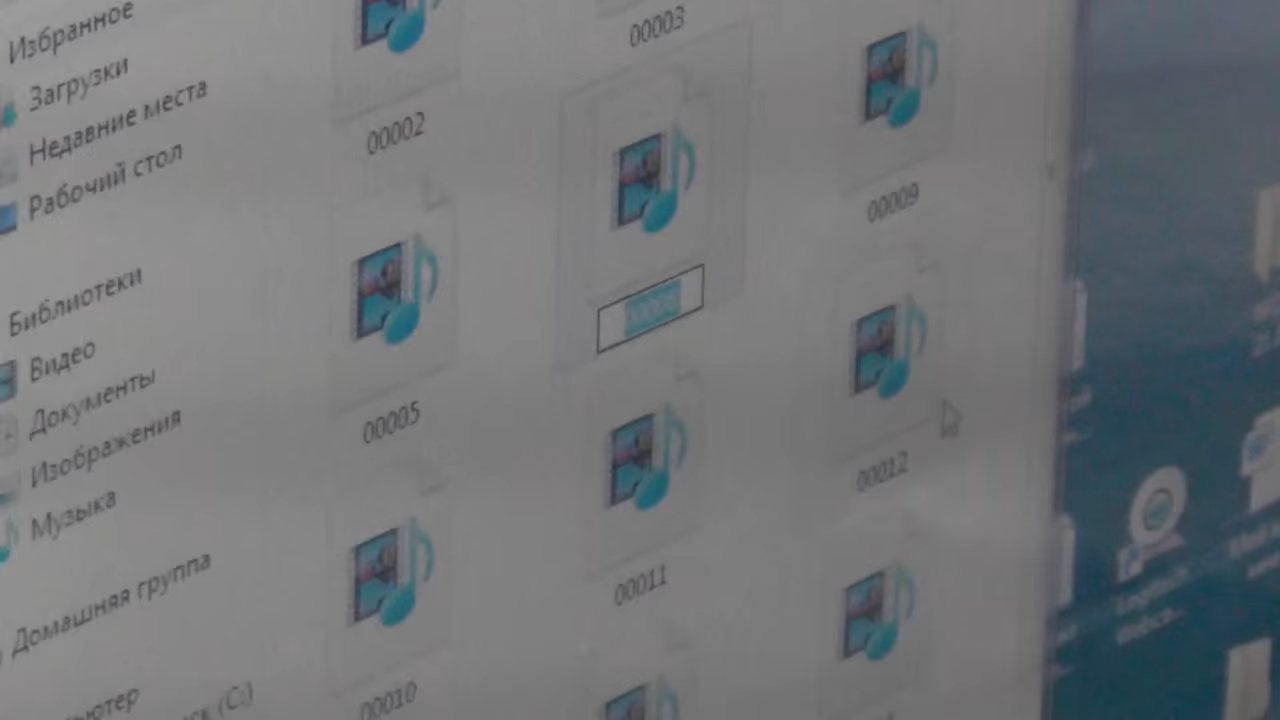 Избранное
Загрузки
Недавние места
Рабочий стол
Библиотеки
Видео
Документы
Изображения
Музыка
Домашняя группа
(C:)
00003
00002
00009
00005
00012
00011
00010